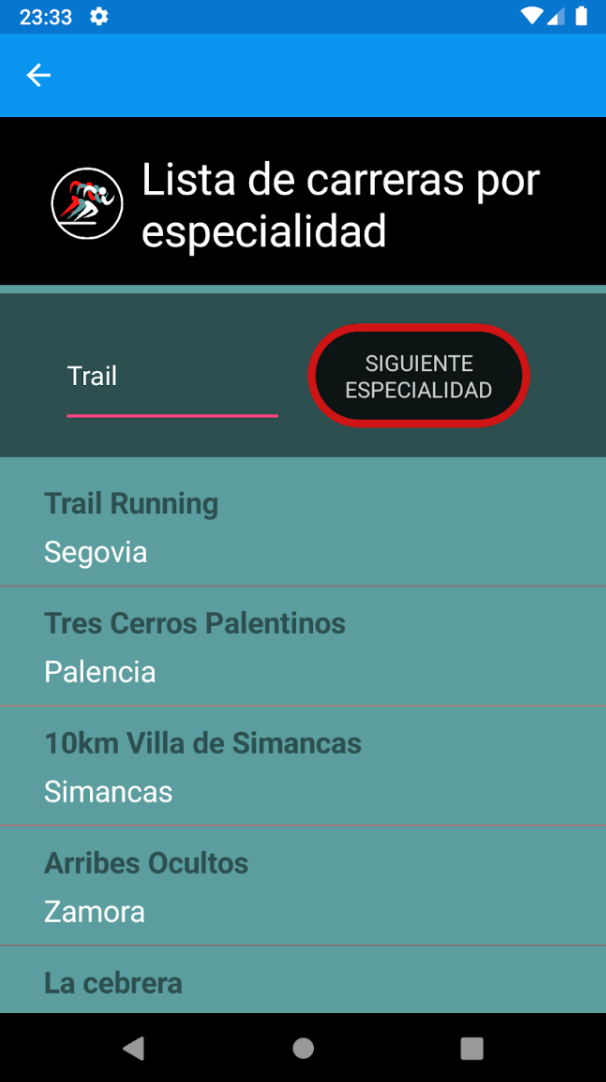 23:33
Lista de carreras por
especialidad
Trail
SIGUIENTE
ESPECIALIDAD
Trail Running
Segovia
Tres Cerros Palentinos
Palencia
10km Villa de Simancas
Simancas
Arribes Ocultos
Zamora
La cebrera